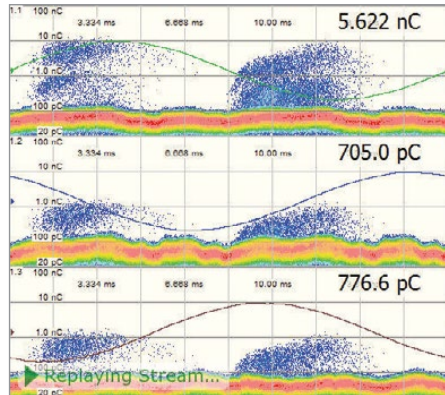 1.1 100 nC 3.334 ms 6.668 ms 10.00 ms 5.622 nC
10 nC
1.0 nC
100 pC
20 pC
1.2 100 nC 3.334 ms 6.668 ms 10.00 ms 705.0 pC
10 nC
1.0 nC
100 pC
20 pC
1.3 100 nC 3.334 ms 6.668 ms 10.00 ms 776.6 pC
10 nC
1.0 nC
Replaying Stream...
20 pC